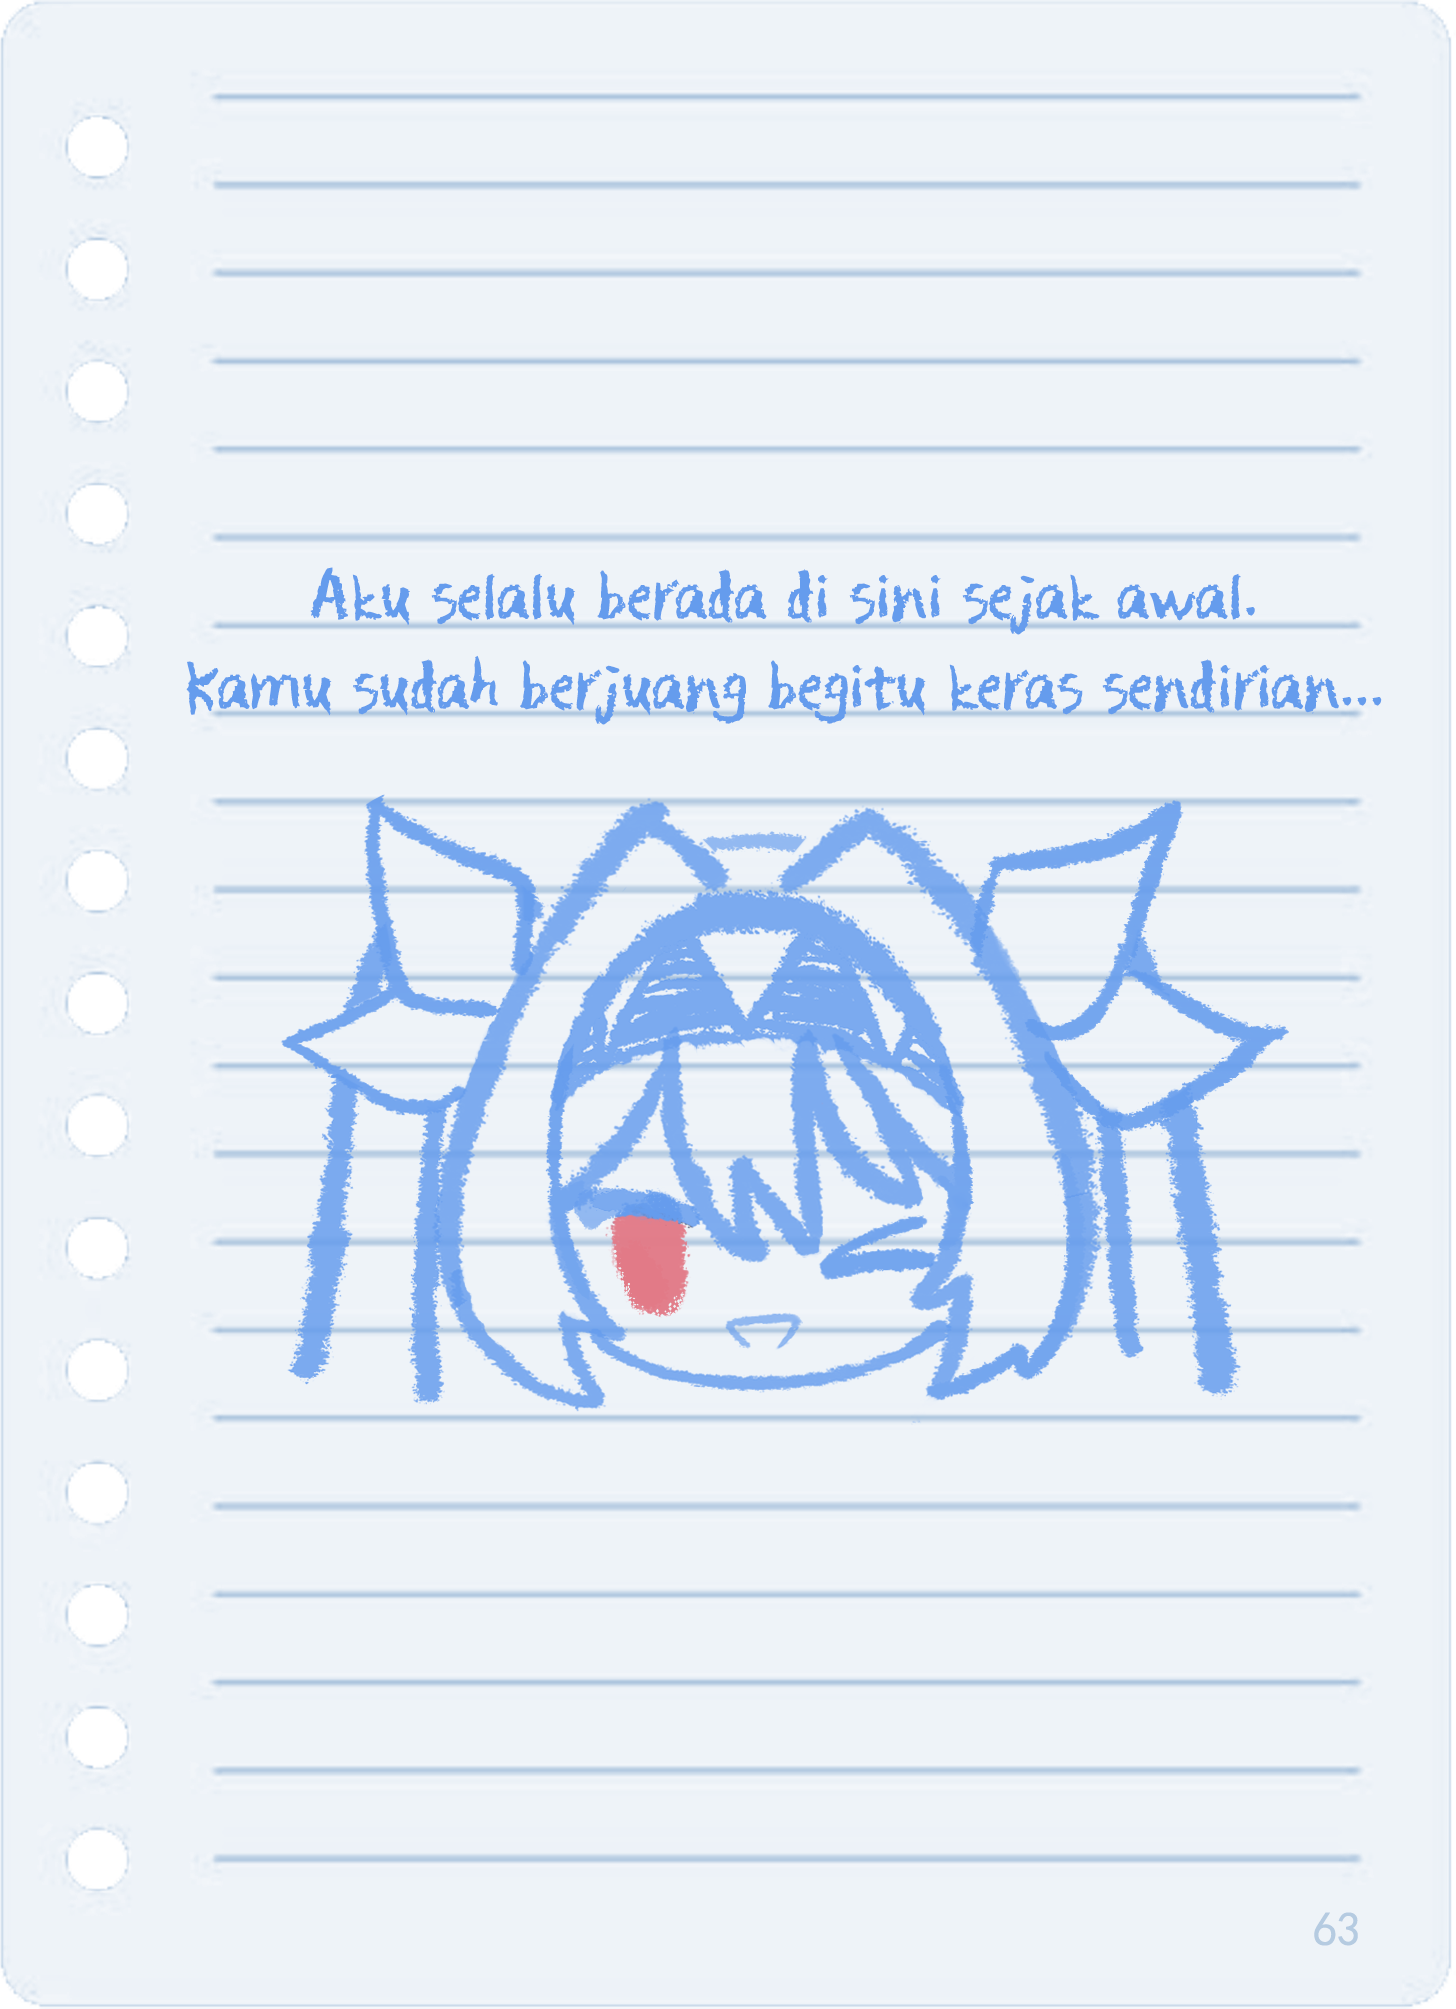 Aku selalu berada di sini sejak awal.
Kamu sudah berjuang begitu keras sendirian...
63